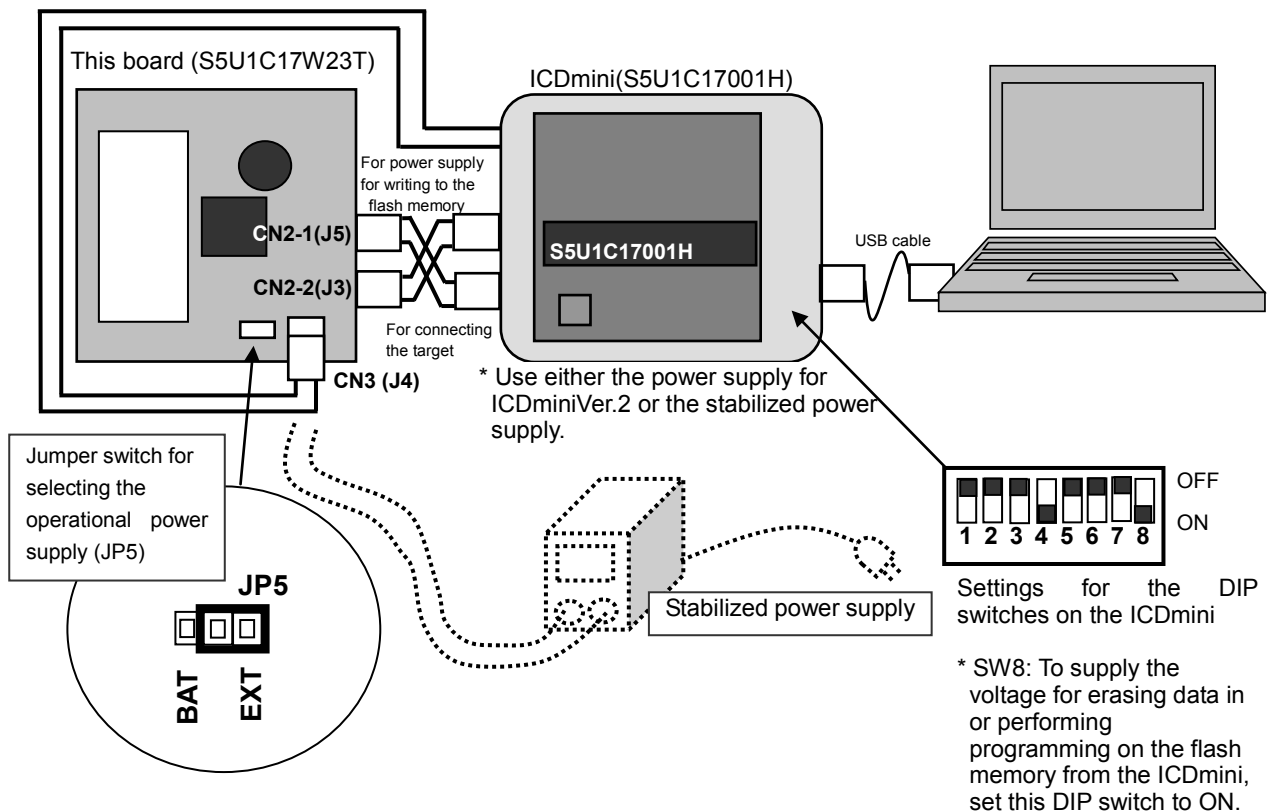 This board (S5U1C17W23T)
ICDmini(S5U1C17001H)
For power supply
for writing to the
flash memory
CN2-1(J5)
S5U1C17001H
USB cable
CN2-2(J3)
For connecting
the target
CN3 (J4)
* Use either the power supply for
ICDminiVer.2 or the stabilized power
supply.
Jumper switch for
selecting the
operational power
supply (JP5)
JP5
BAT
EXT
Stabilized power supply
OFF
ON
1 2 3 4 5 6 7 8
Settings for the DIP
switches on the ICDmini
* SW8: To supply the
voltage for erasing data in
or performing
programming on the flash
memory from the ICDmini,
set this DIP switch to ON.